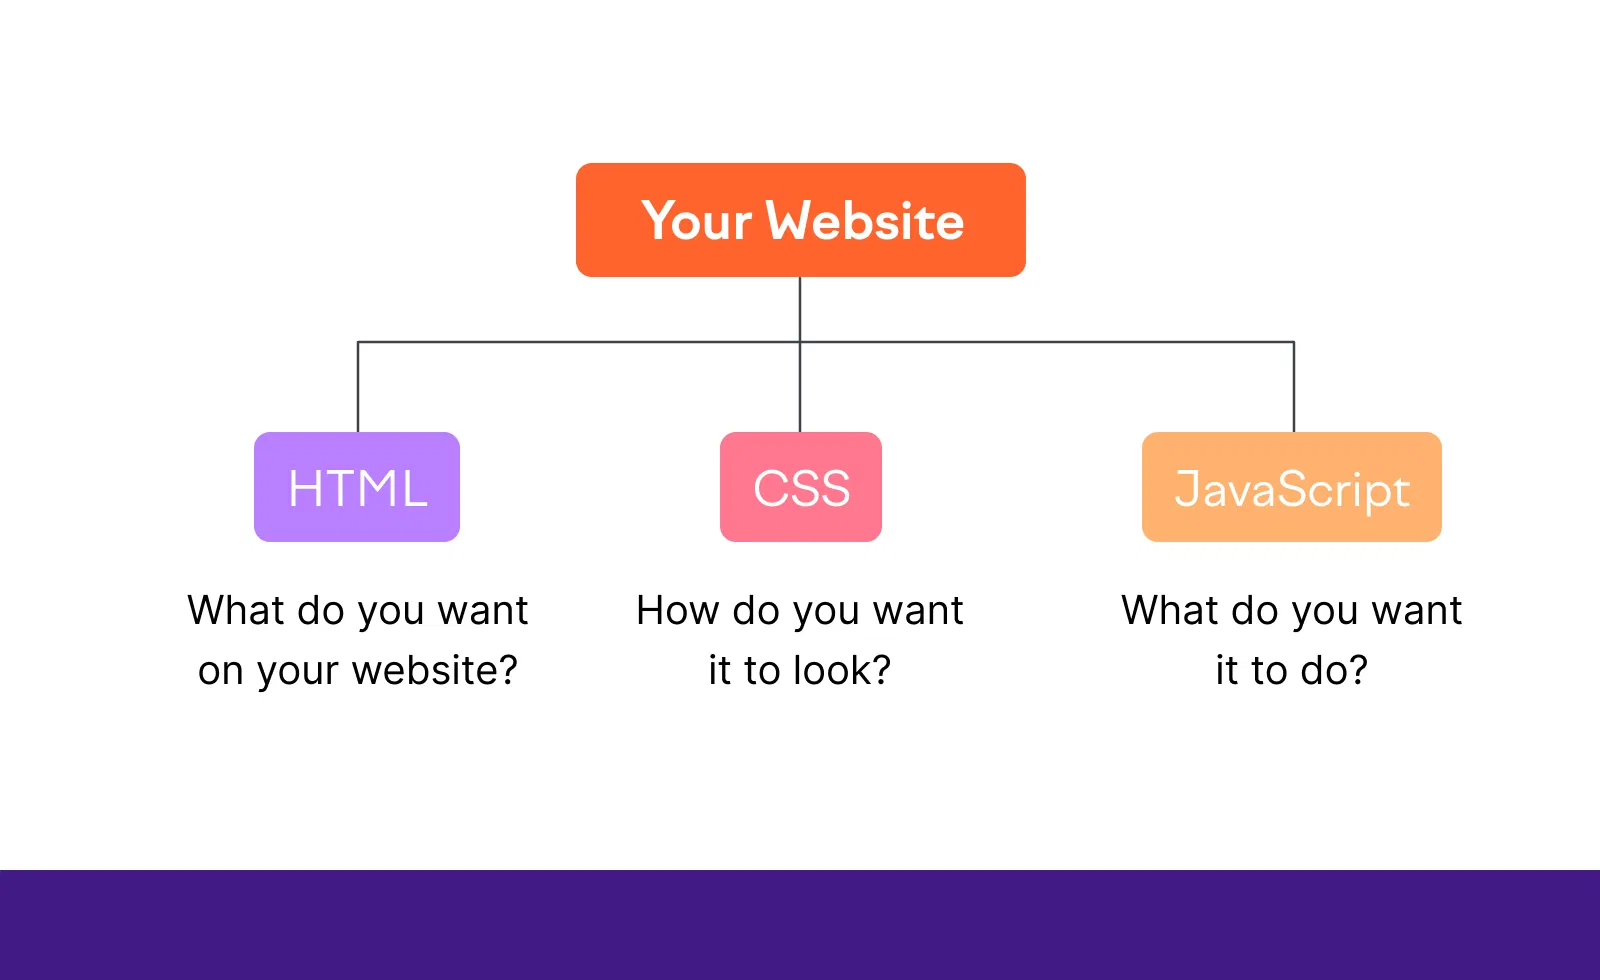 Your Website
HTML
CSS
JavaScript
What do you want
on your website?
How do you want
it to look?
What do you want
it to do?